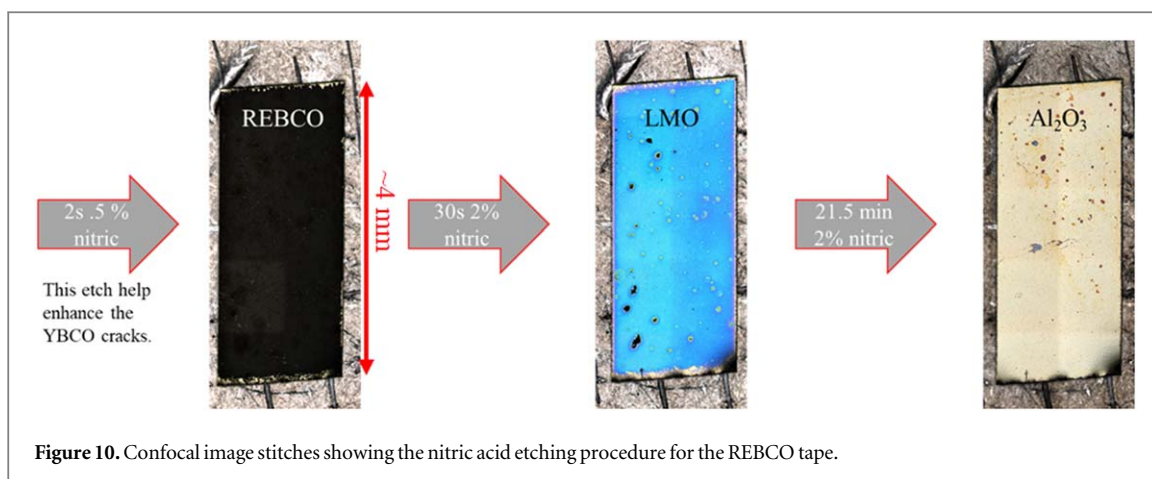 2s .5 %
nitric
This etch help
enhance the
YBCO cracks.
REBCO
~4 mm
30s 2%
nitric
LMO
21.5 min
2% nitric
Al₂O₃
Figure 10. Confocal image stitches showing the nitric acid etching procedure for the REBCO tape.